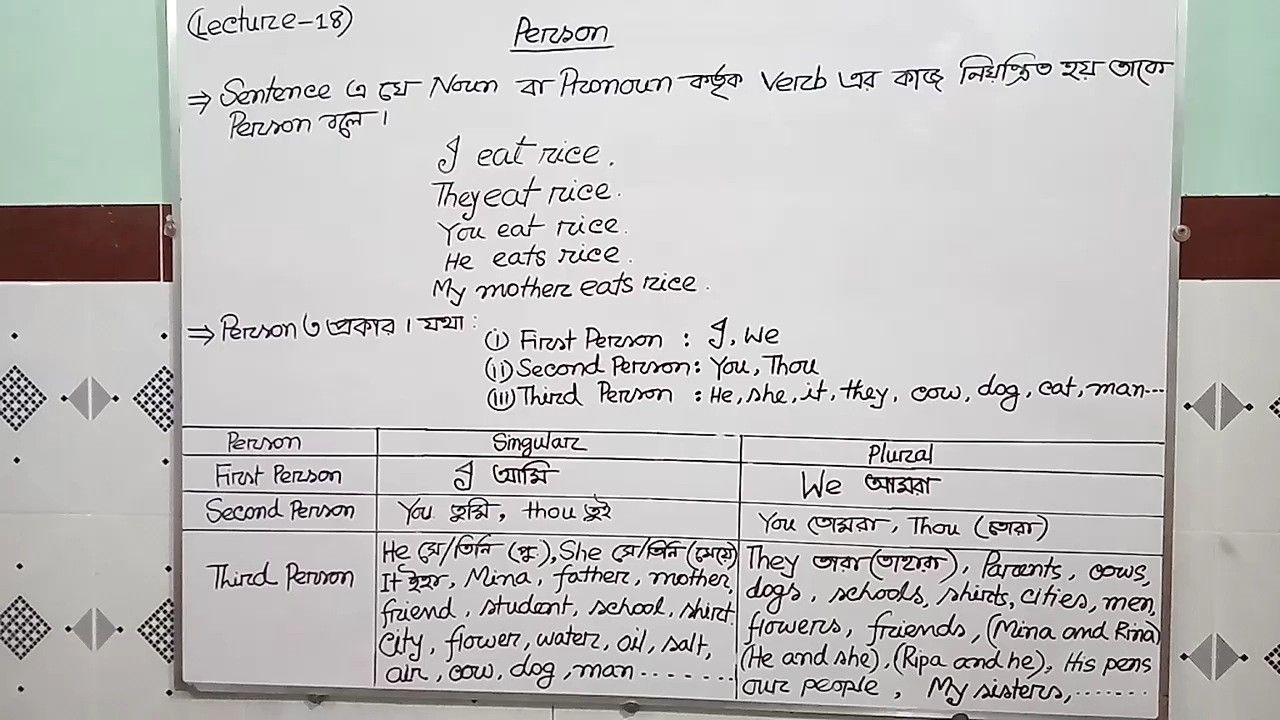 (Lecture-18)
Person
⇒ Sentence এ যে Noun বা Pronoun কর্তৃক Verb এর কাজ নিয়ন্ত্রিত হয় তাকে
Person বলে।
I eat rice.
They eat rice.
You eat rice.
He eats rice.
My mother eats rice.
⇒ Person ৩ প্রকার। যথা:
(i) First Person : I, We
(ii) Second Person: You, Thou
(iii) Third Person : He, she, it, they, cow, dog, cat, man---
Person Singular Plural
First Person I আমি We আমরা
Second Person You তুমি, thou তুই You তোমরা, Thou (তোরা)
Third Person
He সে/তিনি (পু:), She সে/তিনি (মেয়ে)
It ইহা, Mina, father, mother,
friend, student, school, shirt.
City, flower, water, oil, salt,
air, cow, dog, man--------
They তারা (তাহারা), Parents, cows,
dogs, schools, shirts, cities, men,
flowers, friends, (Mina and Rina)
(He and she), (Ripa and he), His pens
our people, My sisters,-------